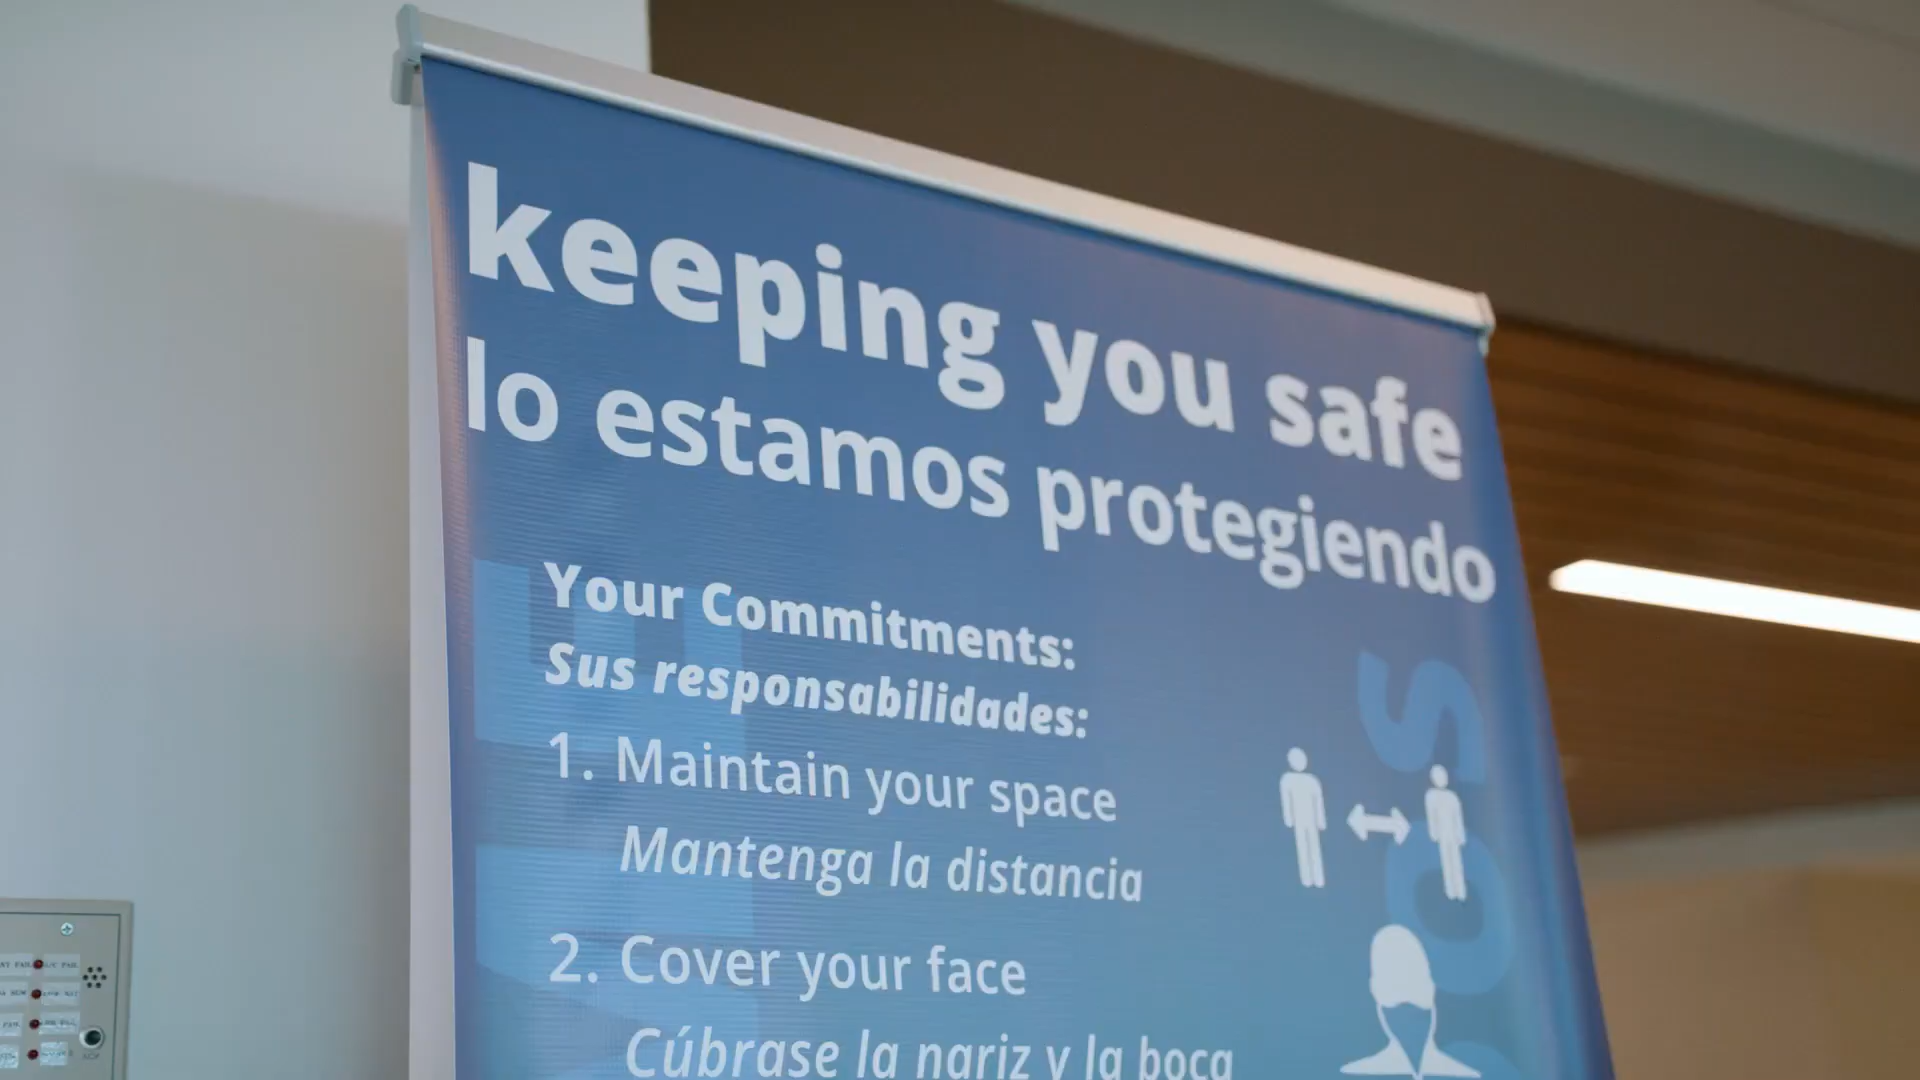 keeping you safe
lo estamos protegiendo
Your Commitments:
Sus responsabilidades:
1. Maintain your space
Mantenga la distancia
2. Cover your face
Cúbrase la nariz y la boca